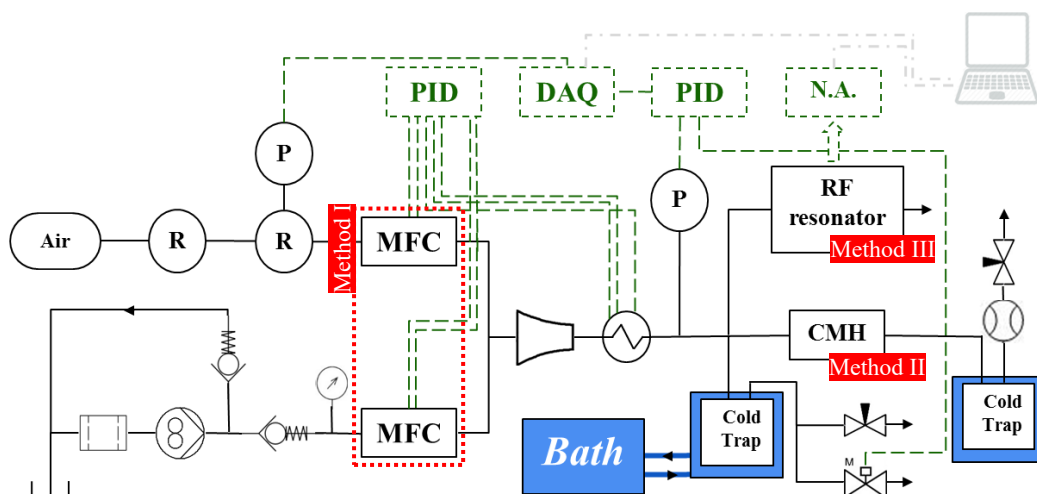 PID
DAQ
PID
N.A.
P
P
RF
resonator
Method III
Air
R
R
Method I
MFC
CMH
Method II
MFC
Bath
Cold
Trap
Cold
Trap
M